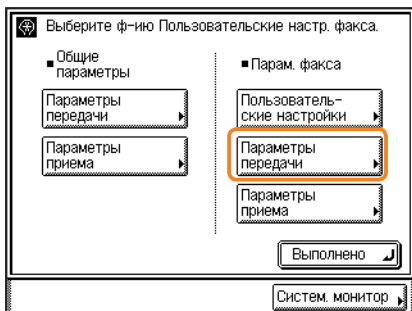 Выберите ф-ию Пользовательские настр. факса.
■Общие
параметры
Параметры
передачи
Параметры
приема
■Парам. факса
Пользователь-
ские настройки
Параметры
передачи
Параметры
приема
Выполнено
Систем. монитор